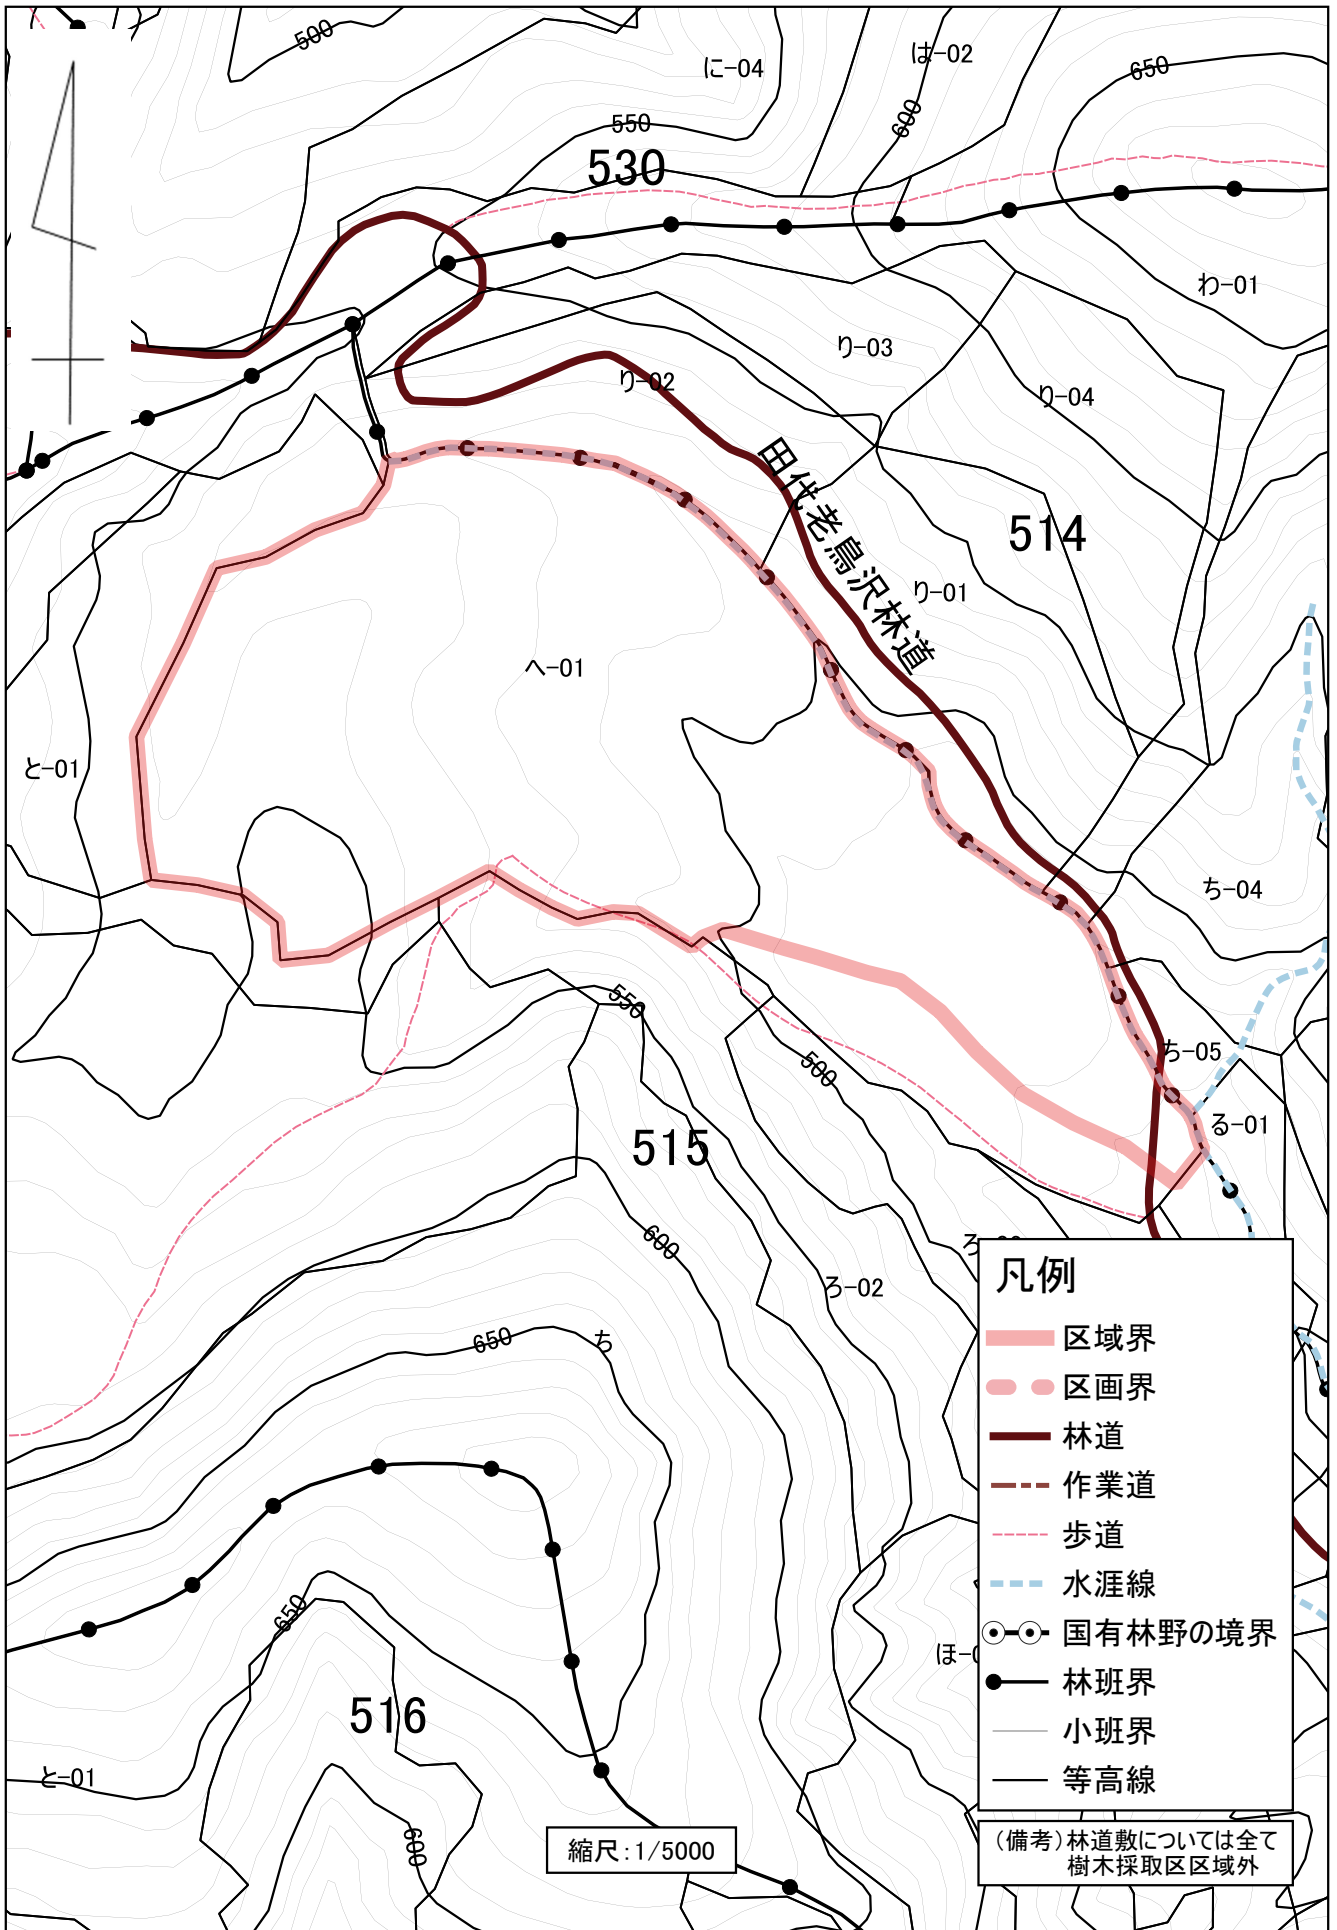 500
に-04
は-02
650
550
600
530
わ-01
り-03
り-02
り-04
田代老鳥沢林道
514
り-01
へ-01
と-01
ち-04
550
500
ち-05
る-01
515
600
ろ-02
650
ち
650
516
と-01
600
凡例
区域界
区画界
林道
作業道
歩道
水涯線
国有林野の境界
林班界
小班界
等高線
縮尺:1/5000
(備考)林道敷については全て
樹木採取区区域外